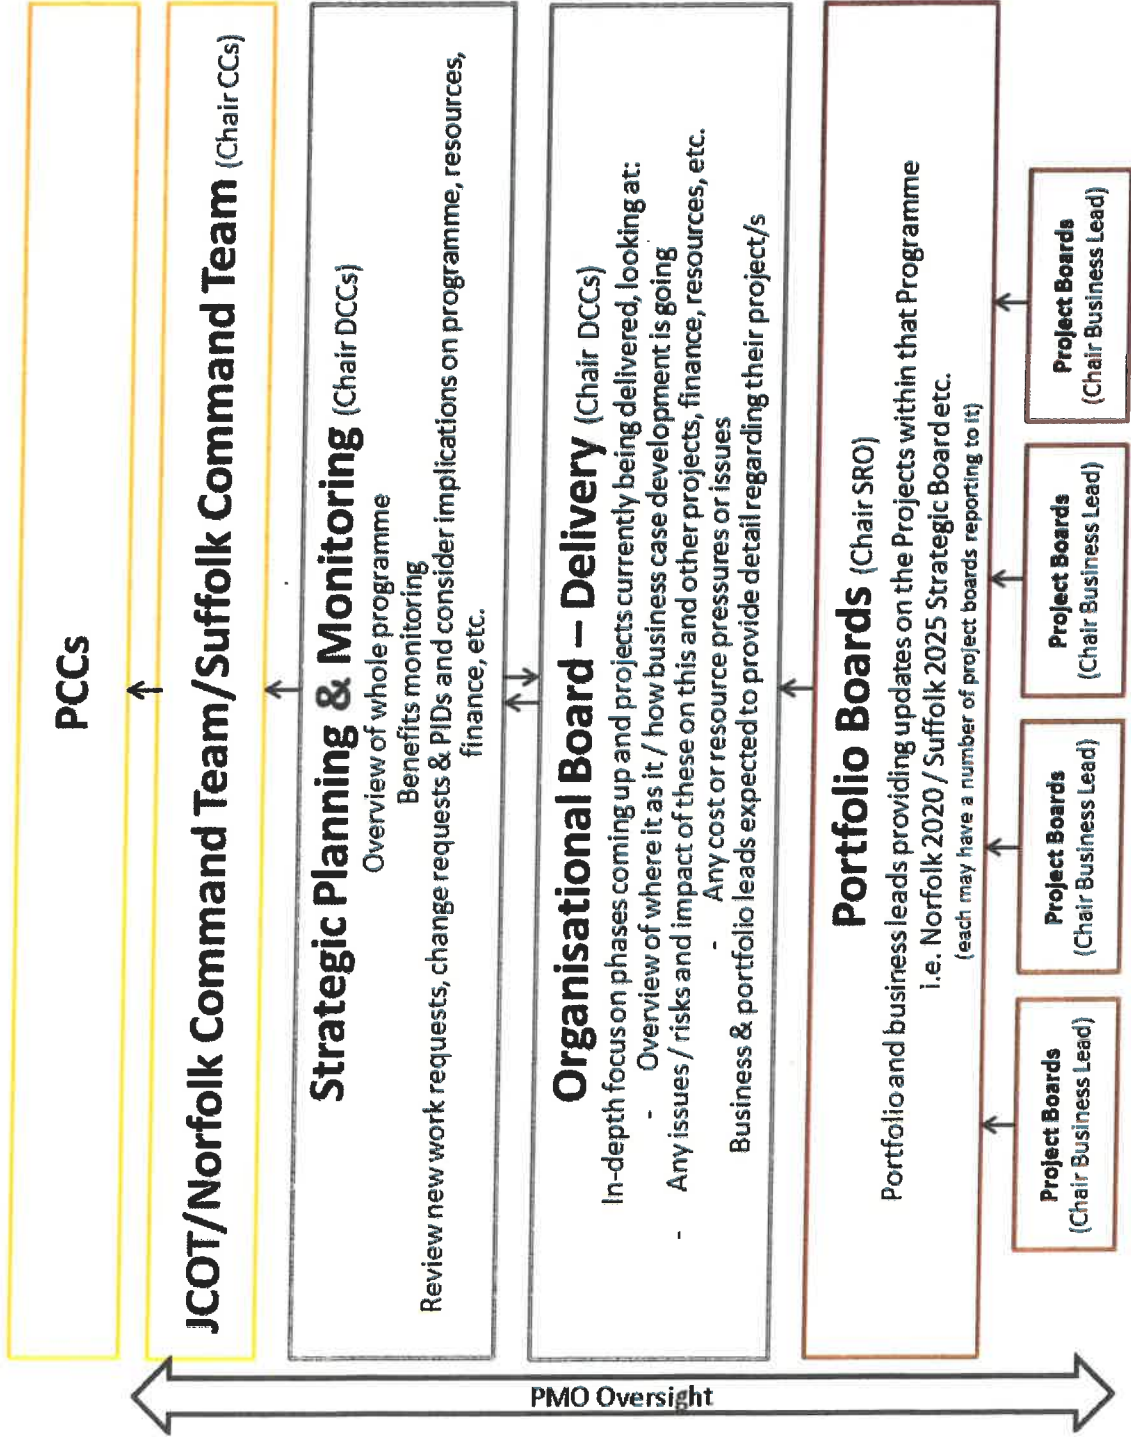 PCCs
JCOT/Norfolk Command Team/Suffolk Command Team (Chair CCs)
Strategic Planning & Monitoring (Chair DCCs)
Overview of whole programme
Benefits monitoring
Review new work requests, change requests & PIDs and consider implications on programme, resources,
finance, etc.
Organisational Board – Delivery (Chair DCCs)
In-depth focus on phases coming up and projects currently being delivered, looking at:
- Overview of where it as it / how business case development is going
- Any issues / risks and impact of these on this and other projects, finance, resources, etc.
- Any cost or resource pressures or issues
Business & portfolio leads expected to provide detail regarding their project/s
Portfolio Boards (Chair SRO)
Portfolio and business leads providing updates on the Projects within that Programme
i.e. Norfolk 2020 / Suffolk 2025 Strategic Board etc.
(each may have a number of project boards reporting to it)
Project Boards
(Chair Business Lead)
Project Boards
(Chair Business Lead)
Project Boards
(Chair Business Lead)
Project Boards
(Chair Business Lead)
PMO Oversight